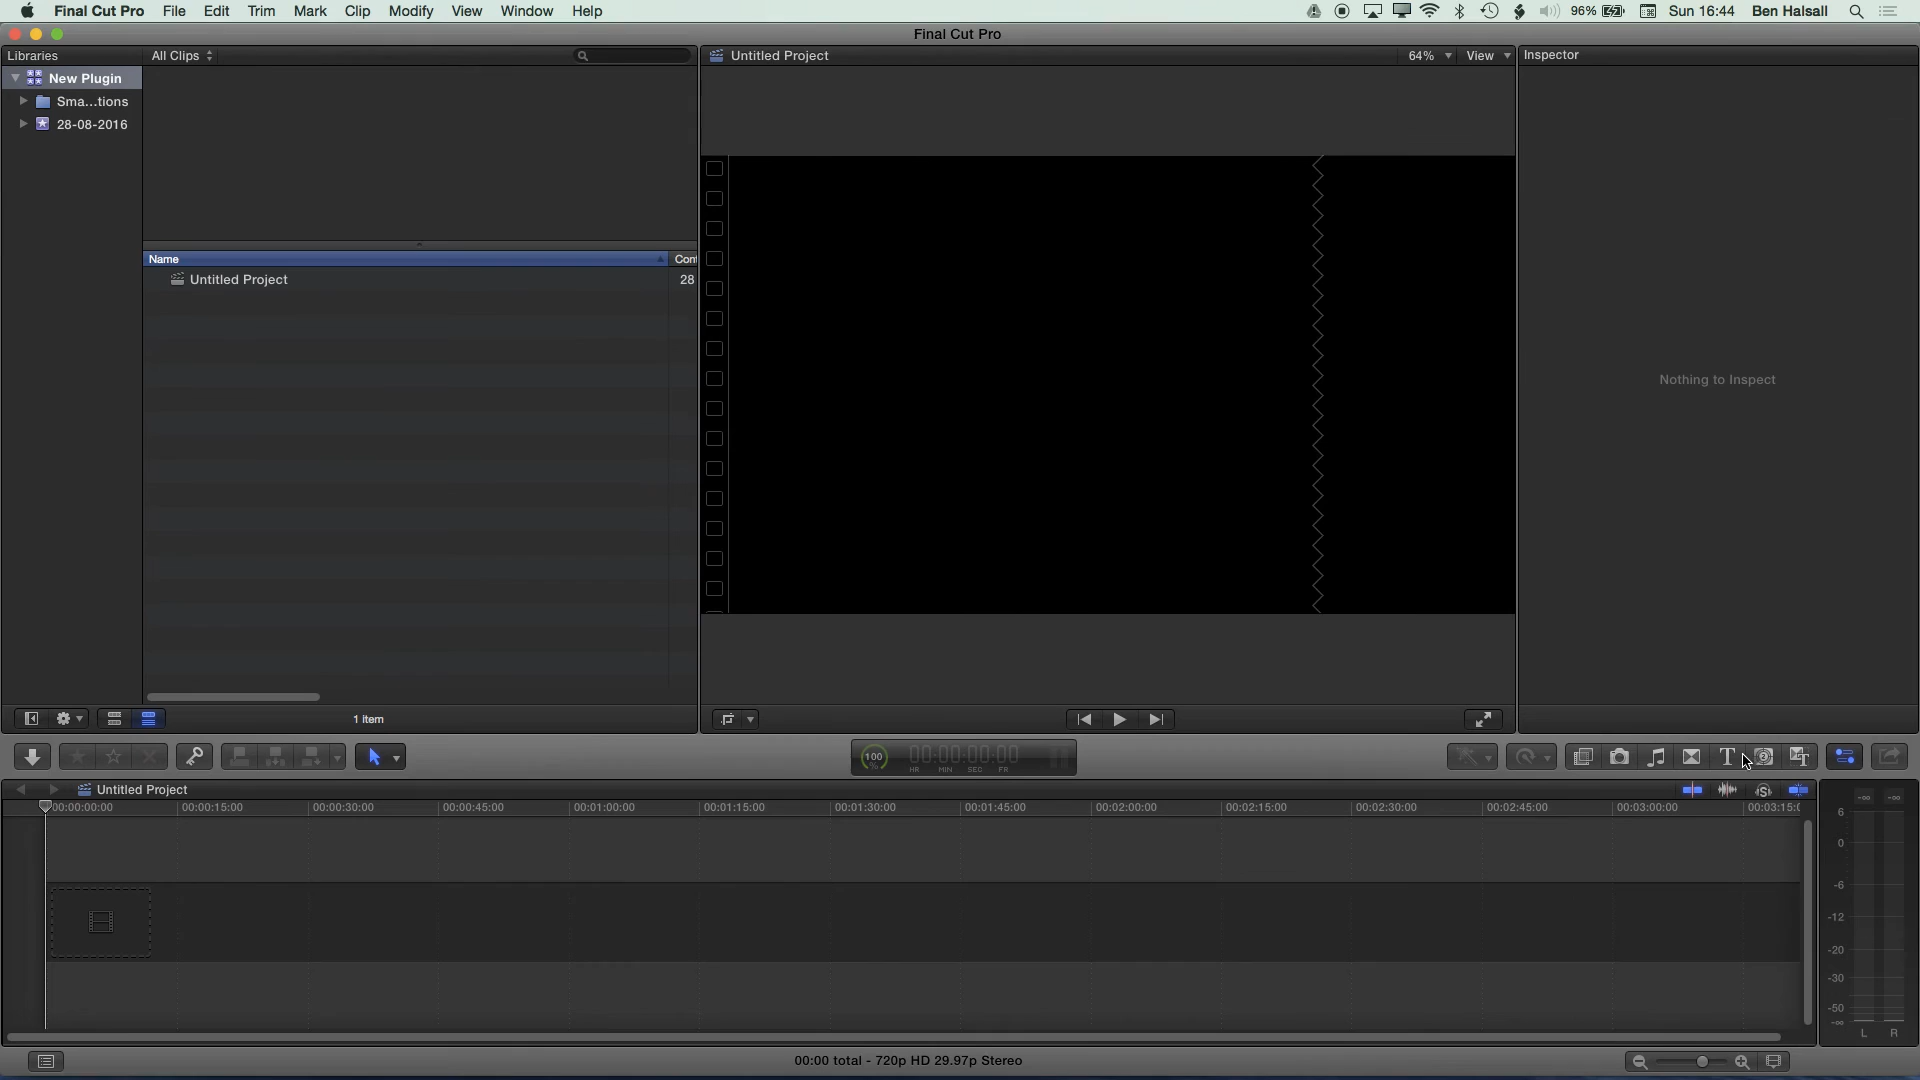 Final Cut Pro File Edit Trim Mark Clip Modify View Window Help 96% Sun 16:44 Ben Halsall
Final Cut Pro
Libraries All Clips Untitled Project 64% View Inspector
New Plugin
Sma...tions
28-08-2016
Name Cont
Untitled Project 28
Nothing to Inspect
1 item
100 % 00:00:00:00
HR MIN SEC FR
Untitled Project
00:00:00:00 00:00:15:00 00:00:30:00 00:00:45:00 00:01:00:00 00:01:15:00 00:01:30:00 00:01:45:00 00:02:00:00 00:02:15:00 00:02:30:00 00:02:45:00 00:03:00:00 00:03:15:0
-∞ -∞
6
0
-6
-12
-20
-30
-50
-∞
L R
00:00 total - 720p HD 29.97p Stereo